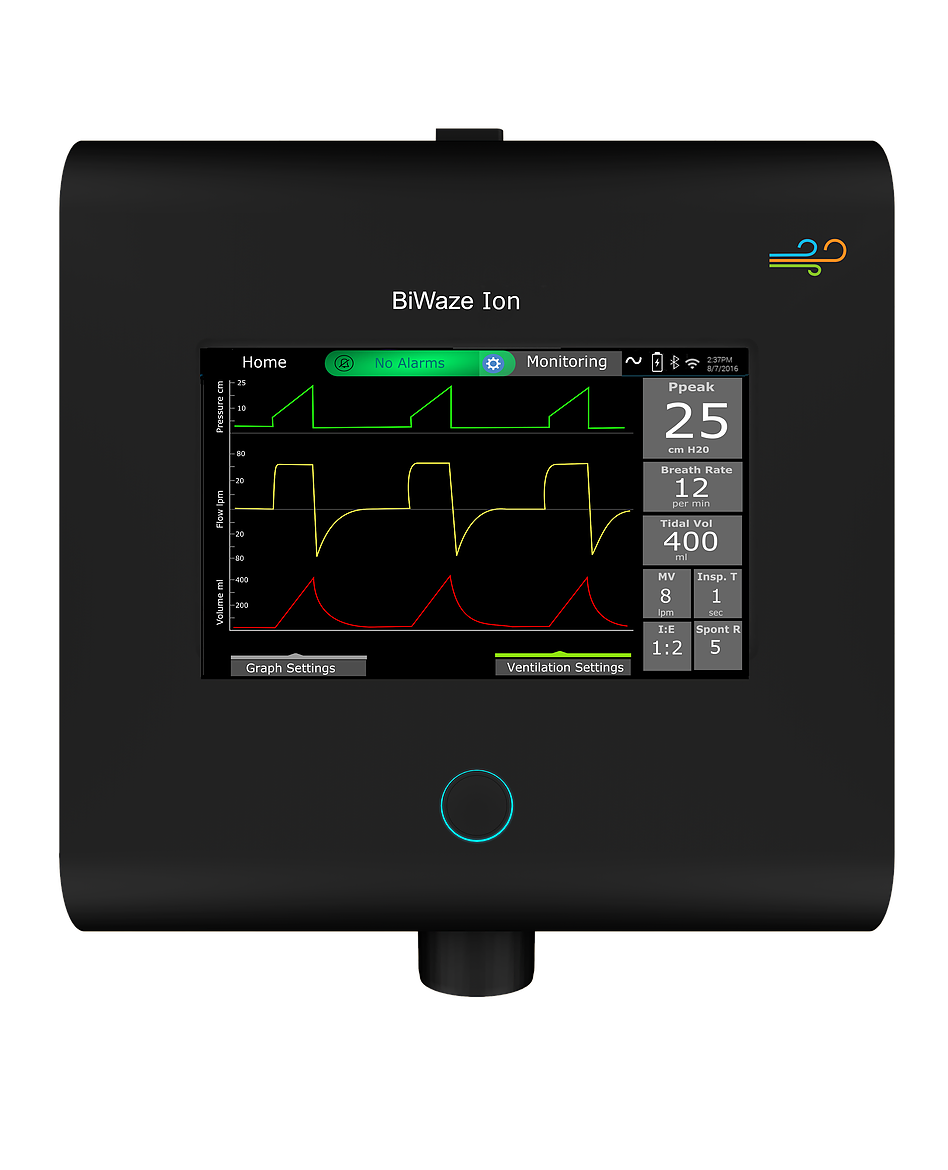 BiWaze Ion
Home
No Alarms
Monitoring
2:37PM
8/7/2016
Pressure cm
25
10
Flow lpm
80
20
20
80
Volume ml
400
200
Ppeak
25
cm H20
Breath Rate
12
per min
Tidal Vol
400
ml
MV
8
lpm
Insp. T
1
sec
I:E
1:2
Spont R
5
Graph Settings
Ventilation Settings